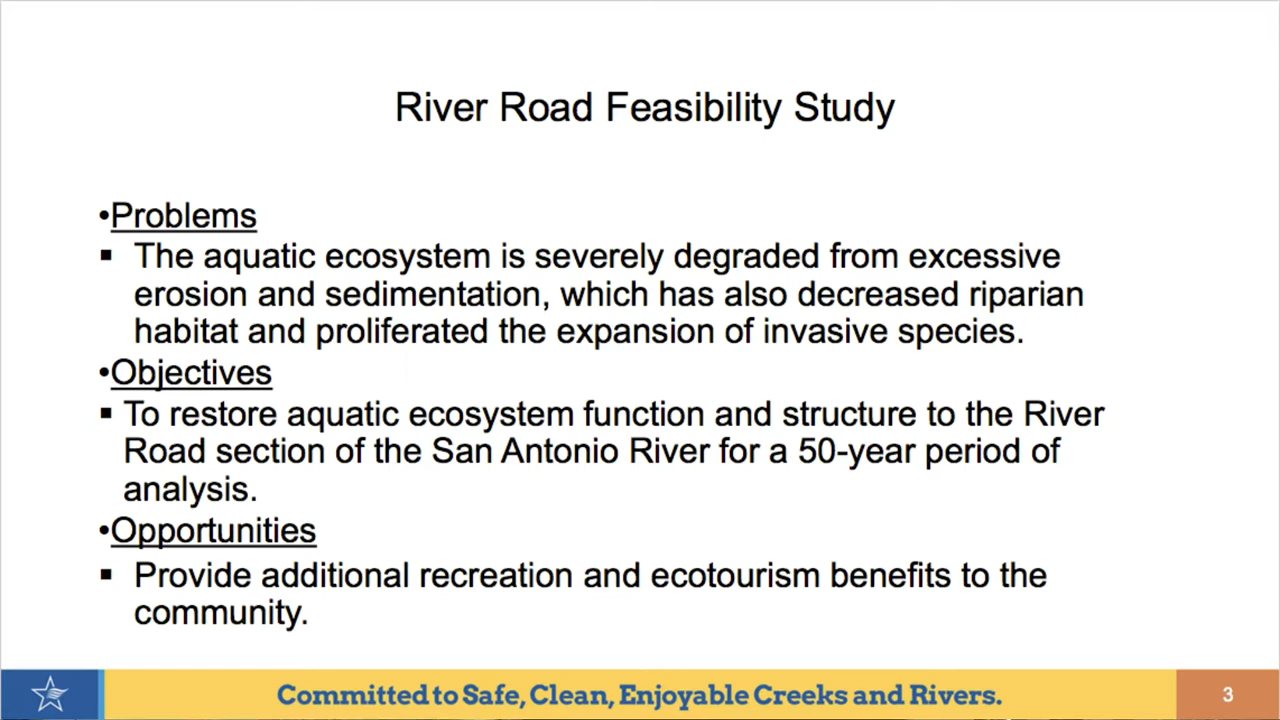 River Road Feasibility Study
•Problems
▪ The aquatic ecosystem is severely degraded from excessive
erosion and sedimentation, which has also decreased riparian
habitat and proliferated the expansion of invasive species.
•Objectives
▪ To restore aquatic ecosystem function and structure to the River
Road section of the San Antonio River for a 50-year period of
analysis.
•Opportunities
▪ Provide additional recreation and ecotourism benefits to the
community.
Committed to Safe, Clean, Enjoyable Creeks and Rivers.
3